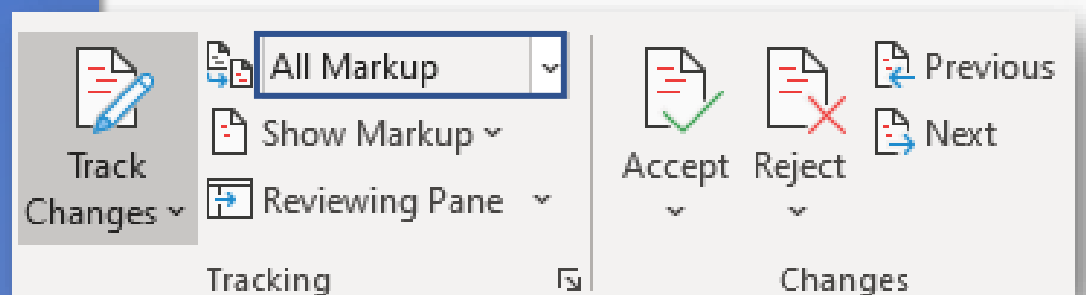 Track
Changes
All Markup
Show Markup
Reviewing Pane
Tracking
Accept
Reject
Previous
Next
Changes